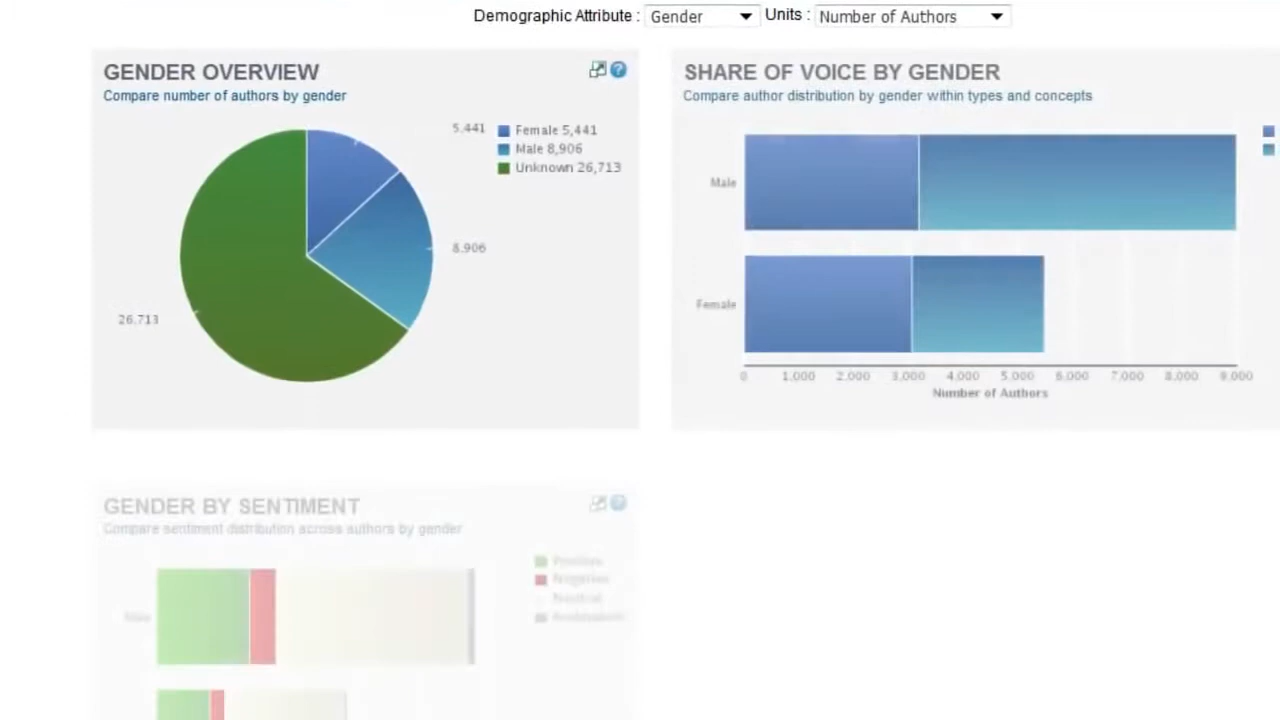 Demographic Attribute : Gender Units : Number of Authors
GENDER OVERVIEW
Compare number of authors by gender
5.441
Female 5,441
Male 8,906
Unknown 26,713
8.906
26.713
SHARE OF VOICE BY GENDER
Compare author distribution by gender within types and concepts
Male
Female
0 1.000 2.000 3.000 4.000 5.000 6.000 7.000 8.000 9.000
Number of Authors
GENDER BY SENTIMENT
Compare sentiment distribution across authors by gender
Positive
Negative
Neutral
Male